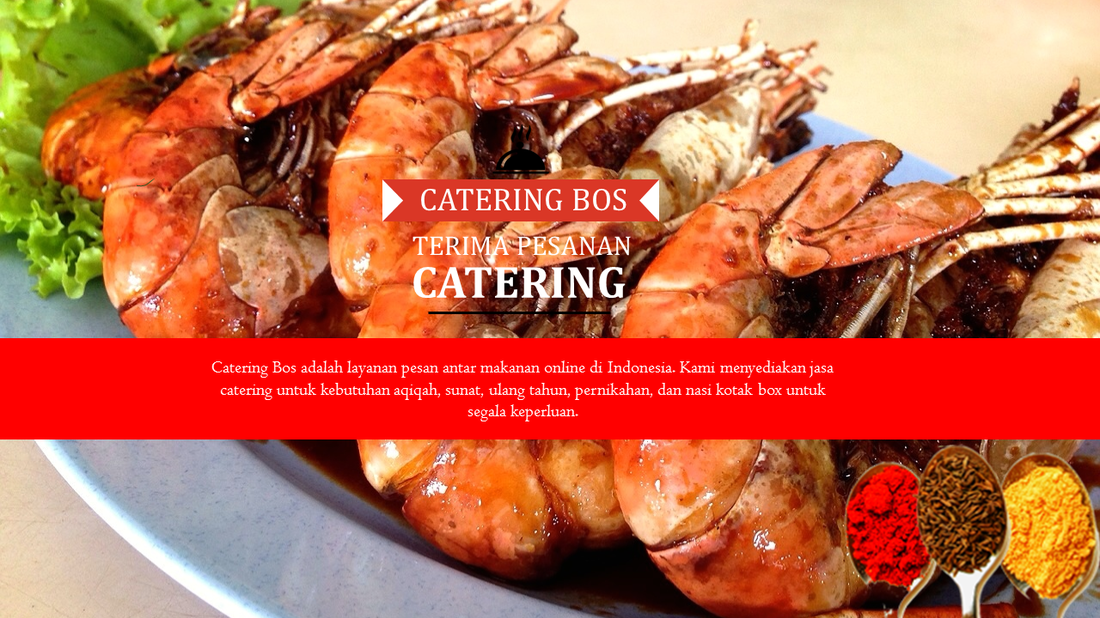 CATERING BOS
TERIMA PESANAN
CATERING
Catering Bos adalah layanan pesan antar makanan online di Indonesia. Kami menyediakan jasa
catering untuk kebutuhan aqiqah, sunat, ulang tahun, pernikahan, dan nasi kotak box untuk
segala keperluan.